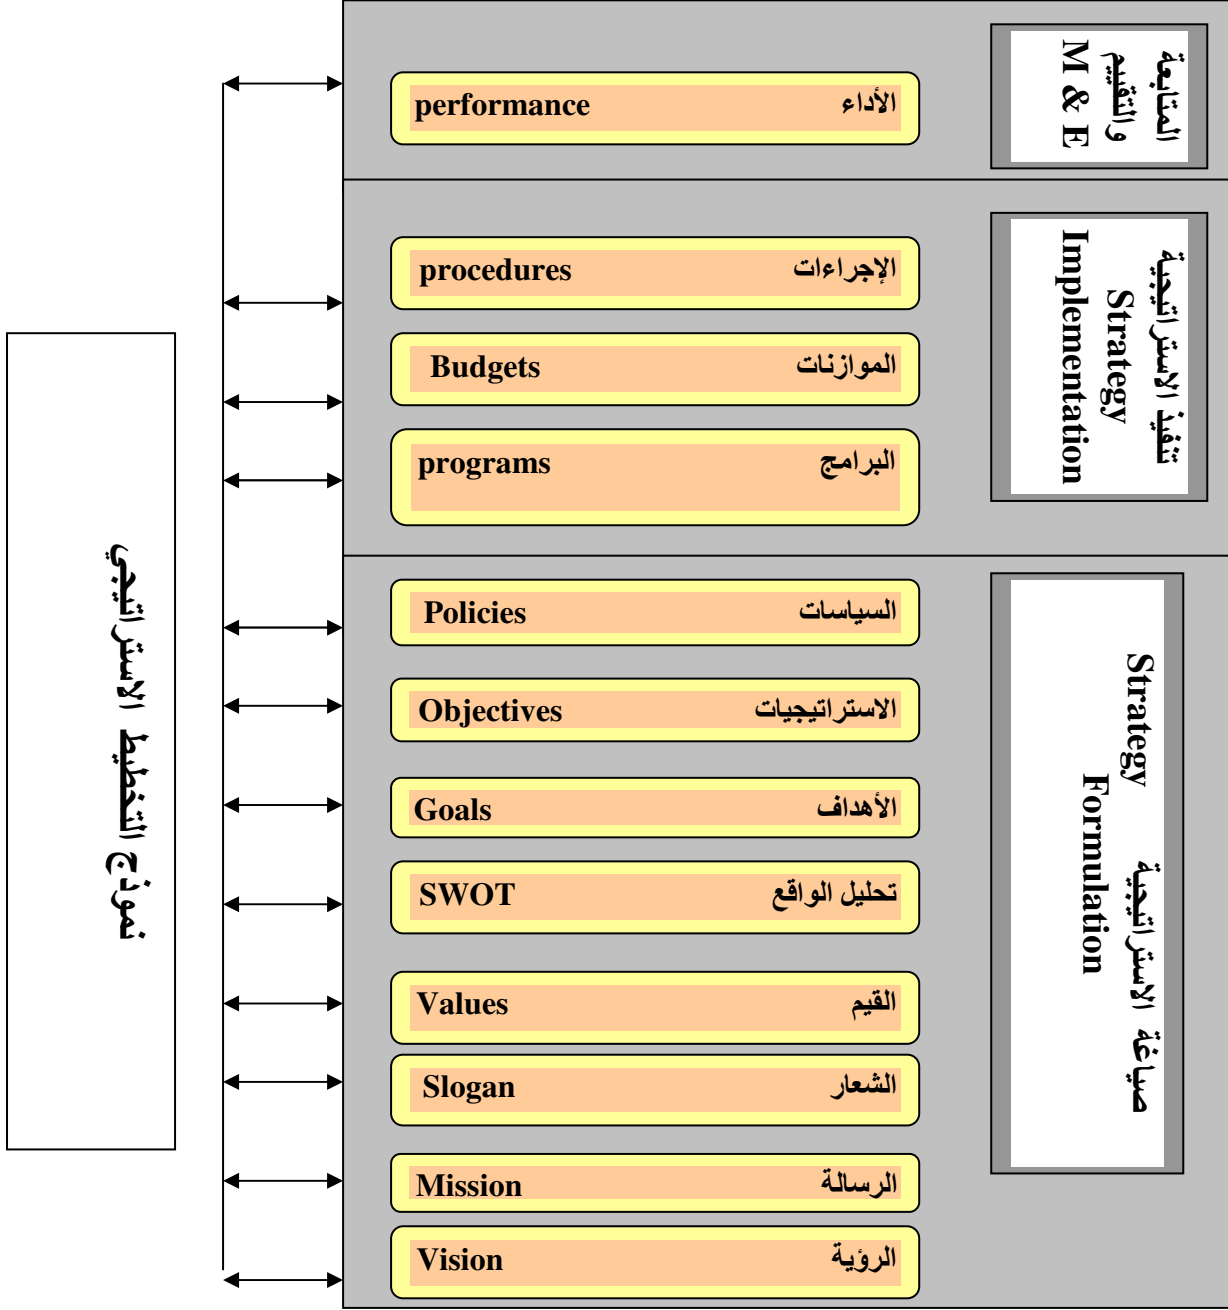 المتابعة
والتقييم
M & E
performance الأداء
تنفيذ الاستراتيجية
Strategy
Implementation
procedures الإجراءات
Budgets الموازنات
programs البرامج
Strategy صياغة الاستراتيجية
Formulation
Policies السياسات
Objectives الاستراتيجيات
Goals الأهداف
SWOT تحليل الواقع
Values القيم
Slogan الشعار
Mission الرسالة
Vision الرؤية
نموذج التخطيط الاستراتيجي